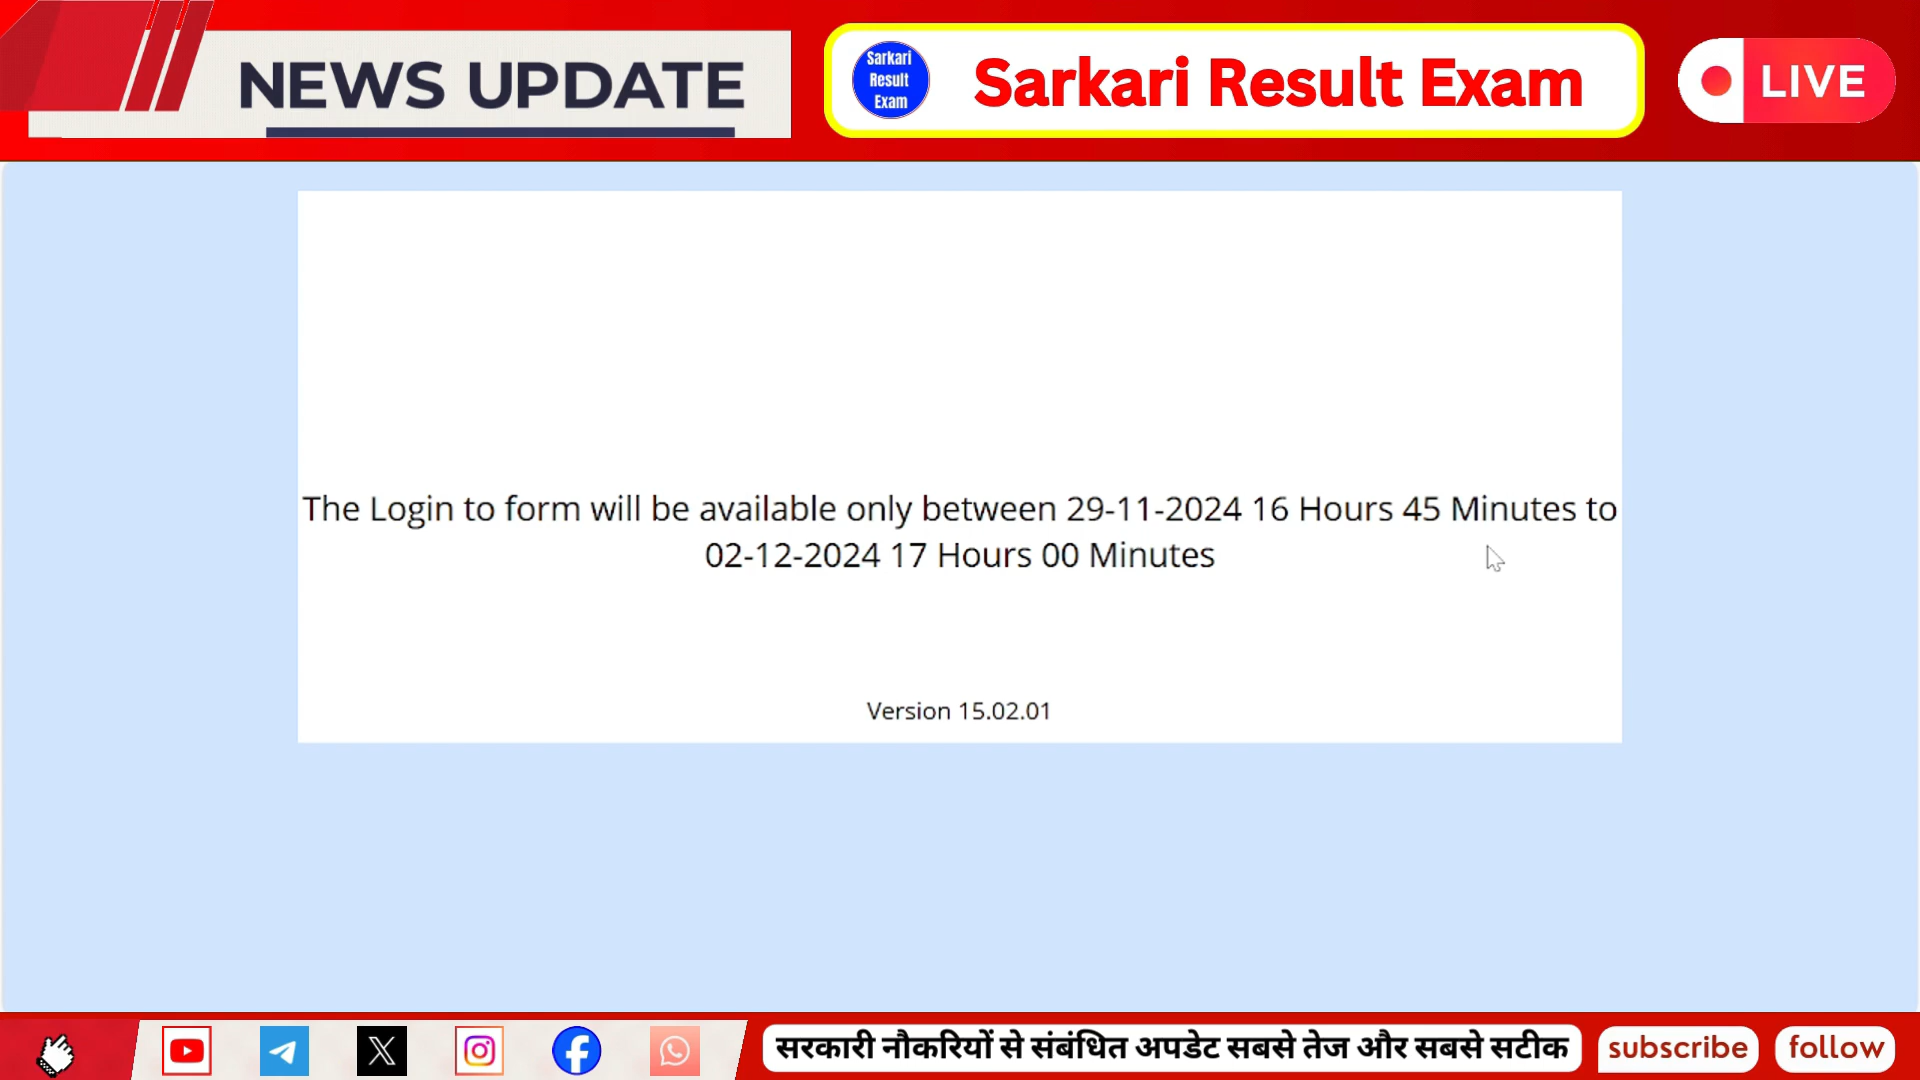 NEWS UPDATE
Sarkari
Result
Exam
Sarkari Result Exam
LIVE
The Login to form will be available only between 29-11-2024 16 Hours 45 Minutes to
02-12-2024 17 Hours 00 Minutes
Version 15.02.01
सरकारी नौकरियों से संबंधित अपडेट सबसे तेज और सबसे सटीक
subscribe
follow